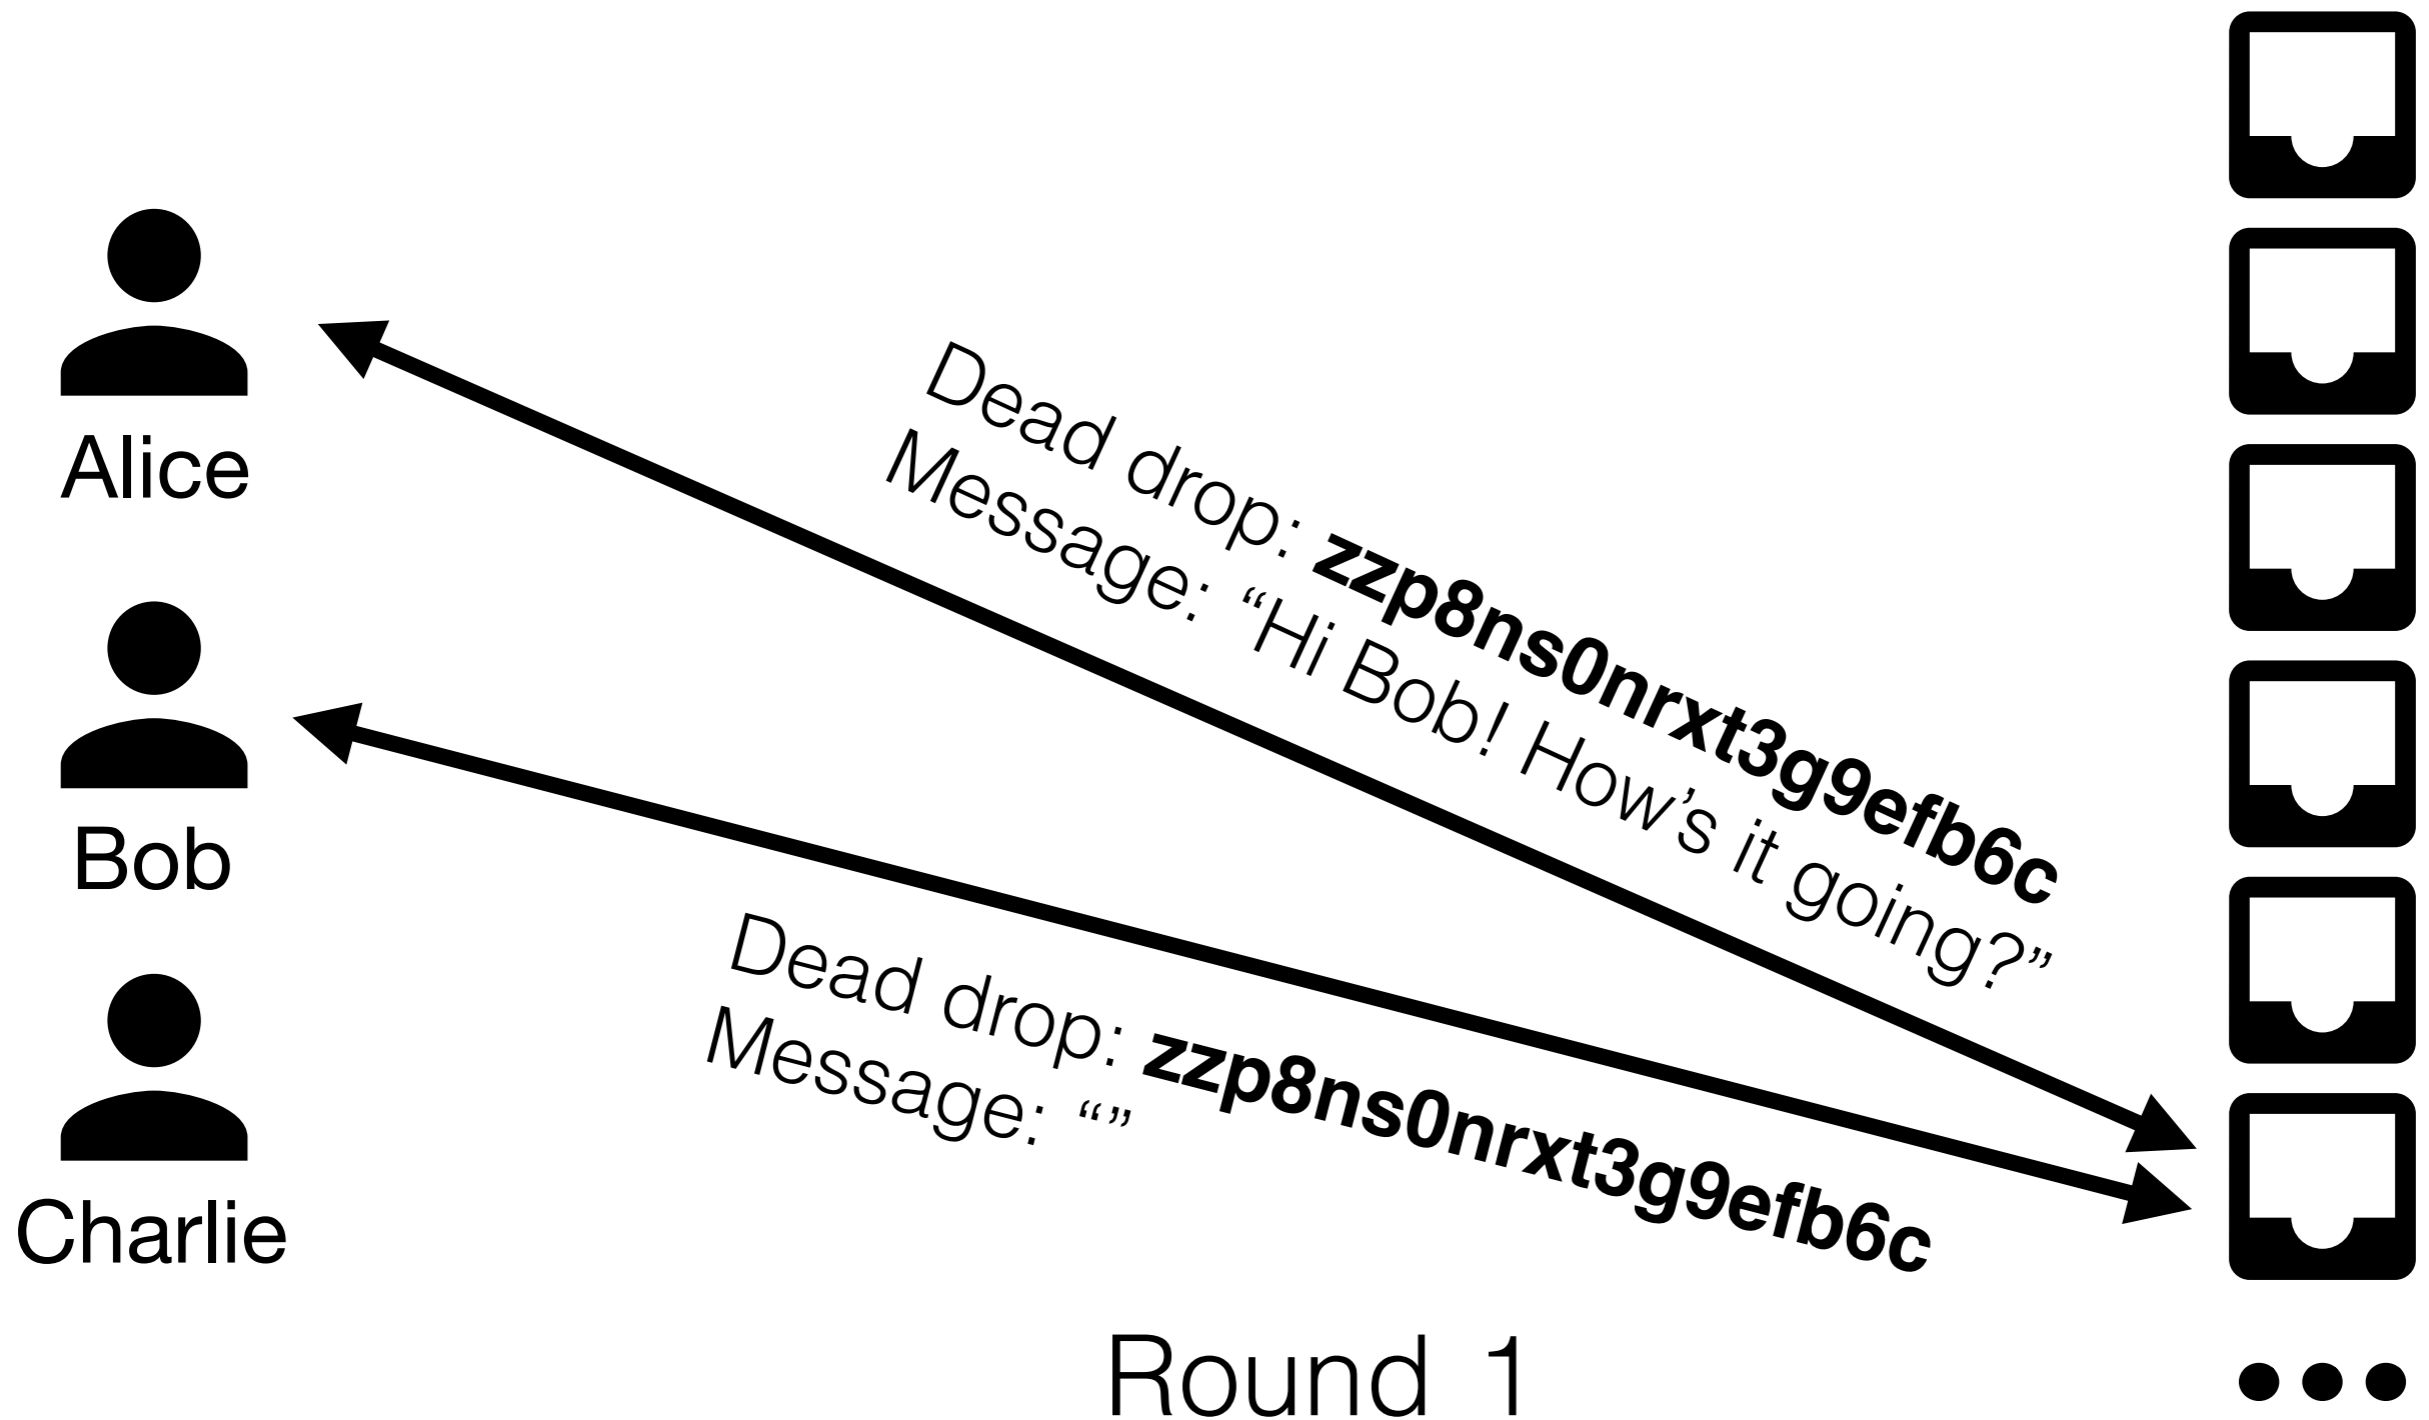 Alice
Dead drop: zzp8ns0nrxt3g9efb6c
Message: “Hi Bob! How’s it going?”
Bob
Dead drop: zzp8ns0nrxt3g9efb6c
Message: “”
Charlie
Round 1